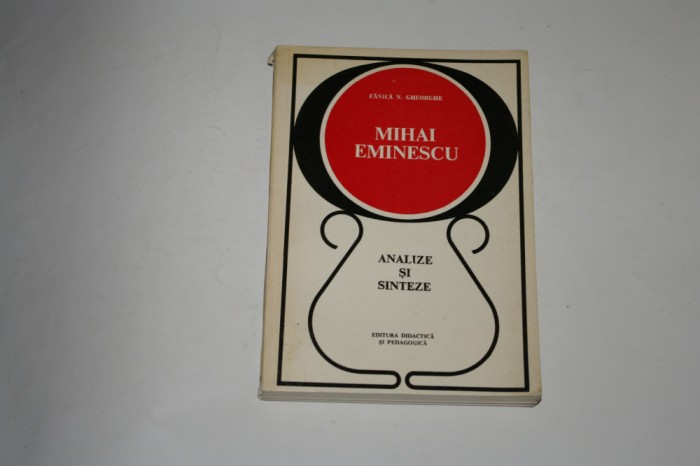 FĂNICĂ N. GHEORGHE
MIHAI
EMINESCU
ANALIZE
ȘI
SINTEZE
EDITURA DIDACTICĂ
ȘI PEDAGOGICĂ